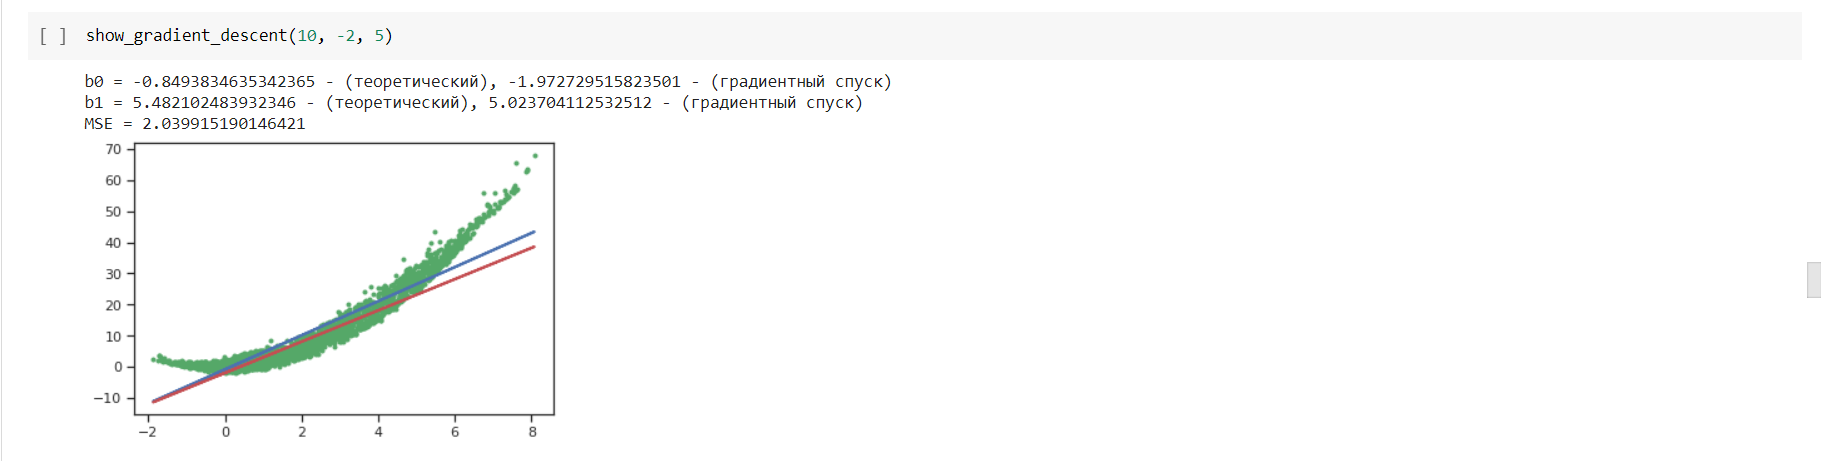 [ ] show_gradient_descent(10, -2, 5)
b0 = -0.8493834635342365 - (теоретический), -1.972729515823501 - (градиентный спуск)
b1 = 5.482102483932346 - (теоретический), 5.023704112532512 - (градиентный спуск)
MSE = 2.039915190146421
70
60
50
40
30
20
10
0
−10
−2 0 2 4 6 8